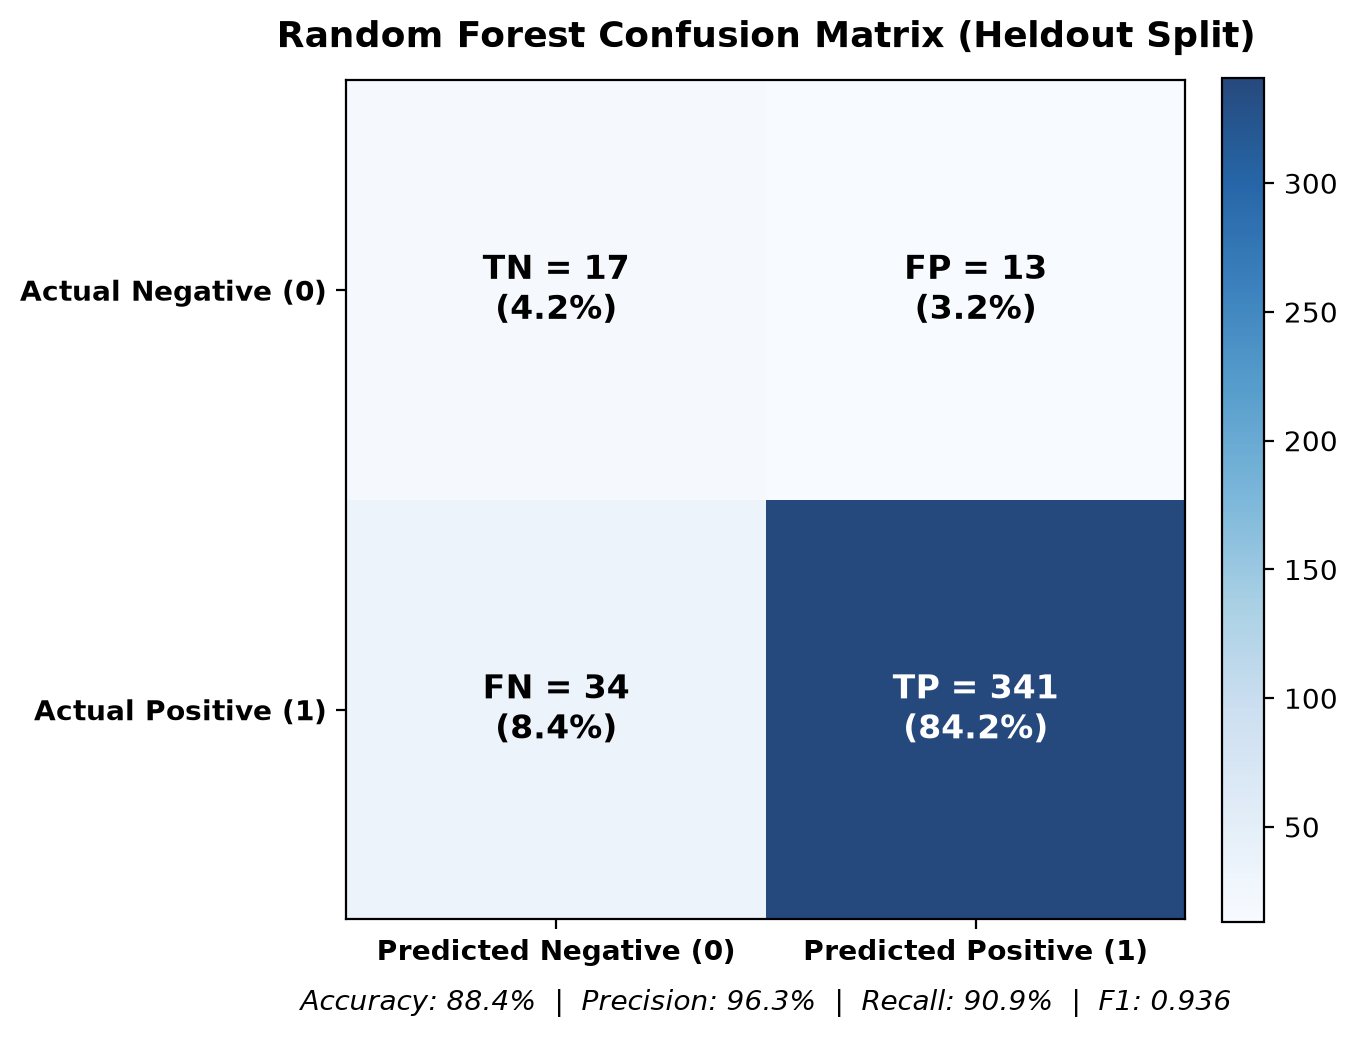 Random Forest Confusion Matrix (Heldout Split)
Actual Negative (0)
TN = 17
(4.2%)
FP = 13
(3.2%)
Actual Positive (1)
FN = 34
(8.4%)
TP = 341
(84.2%)
Predicted Negative (0)
Predicted Positive (1)
300
250
200
150
100
50
Accuracy: 88.4% | Precision: 96.3% | Recall: 90.9% | F1: 0.936